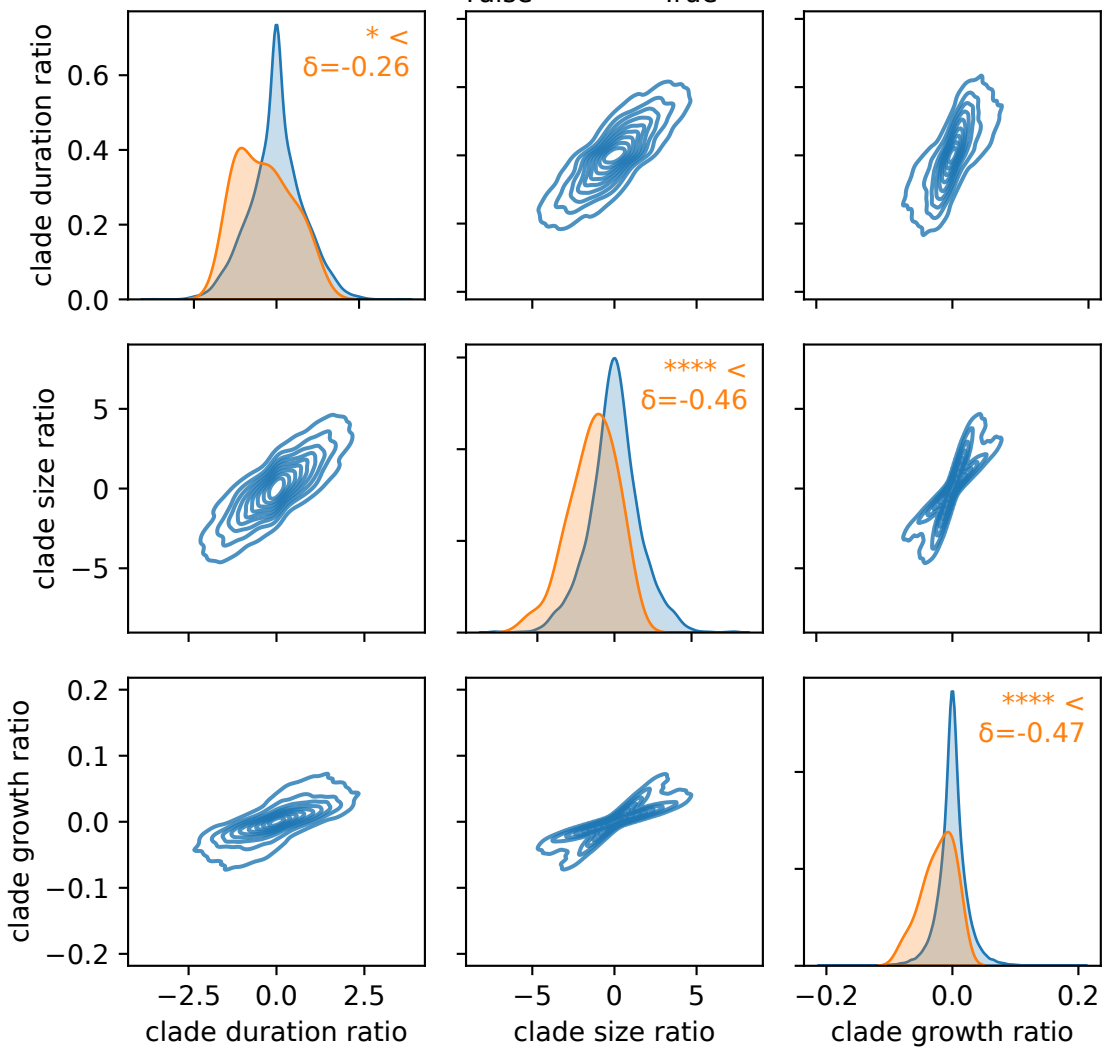 clade duration ratio
0.6
0.4
0.2
0.0
* <
δ=-0.26
clade size ratio
5
0
−5
**** <
δ=-0.46
clade growth ratio
0.2
0.1
0.0
−0.1
−0.2
**** <
δ=-0.47
−2.5 0.0 2.5
−5 0 5
−0.2 0.0 0.2
clade duration ratio
clade size ratio
clade growth ratio